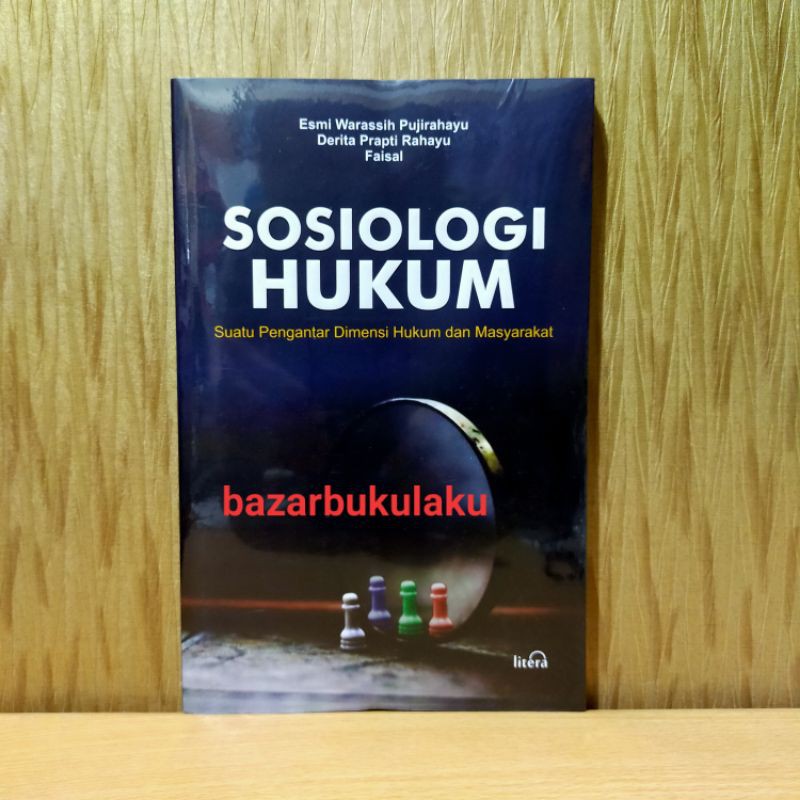 Esmi Warassih Pujirahayu
Derita Prapti Rahayu
Faisal
SOSIOLOGI
HUKUM
Suatu Pengantar Dimensi Hukum dan Masyarakat
bazarbukulaku
litera